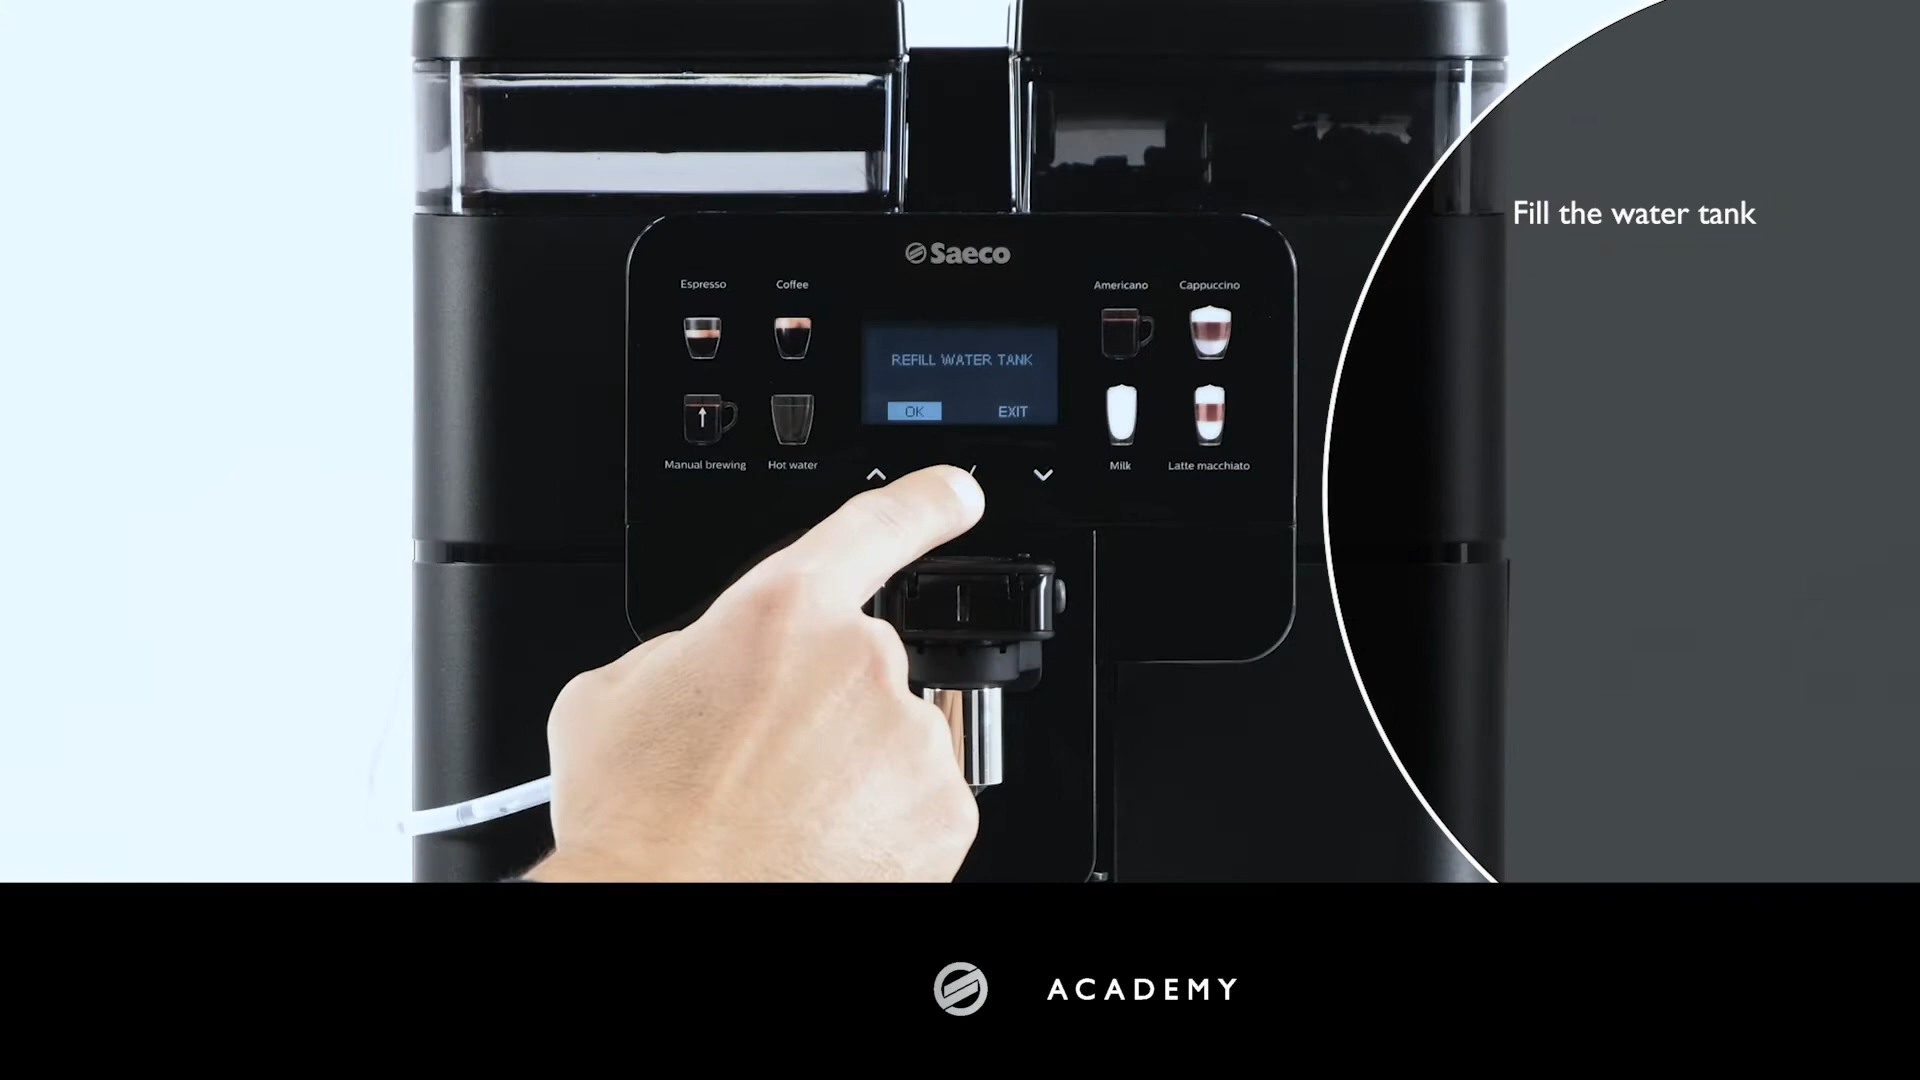 Fill the water tank
Saeco
Espresso
Coffee
Americano
Cappuccino
REFILL WATER TANK
OK
EXIT
Manual brewing
Hot water
Milk
Latte macchiato
ACADEMY